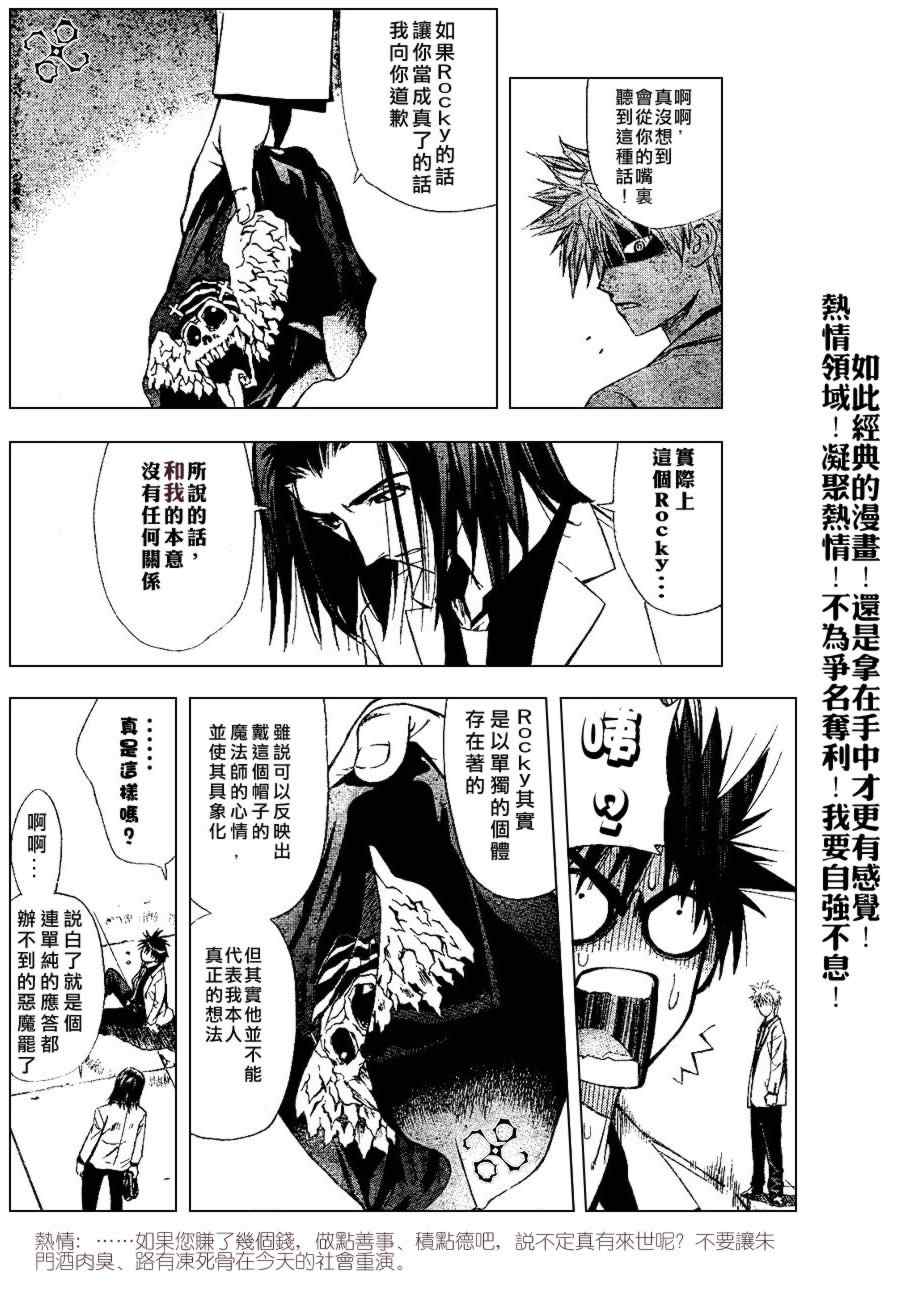 啊啊，
真沒想到
會從你的嘴裏
聽到這種話！
如果Rocky的話
讓你當成真了的話
我向你道歉
實際上
這個Rocky…
所說的話，
和我的本意
沒有任何關係
咦？
Rocky其實
是以單獨的個體
存在著的
雖説可以反映出
戴這個帽子的
魔法師的心情，
並使其具象化
但其實他並不能
代表我本人
真正的想法
……
真是這樣嗎？
啊啊…
説白了就是個
連單純的應答都
辦不到的惡魔罷了
如此經典的漫畫！還是拿在手中才更有感覺！
熱情領域！凝聚熱情！不為爭名奪利！我要自強不息！
熱情：……如果您賺了幾個錢，做點善事、積點德吧，説不定真有來世呢？不要讓朱
門酒肉臭、路有凍死骨在今天的社會重演。